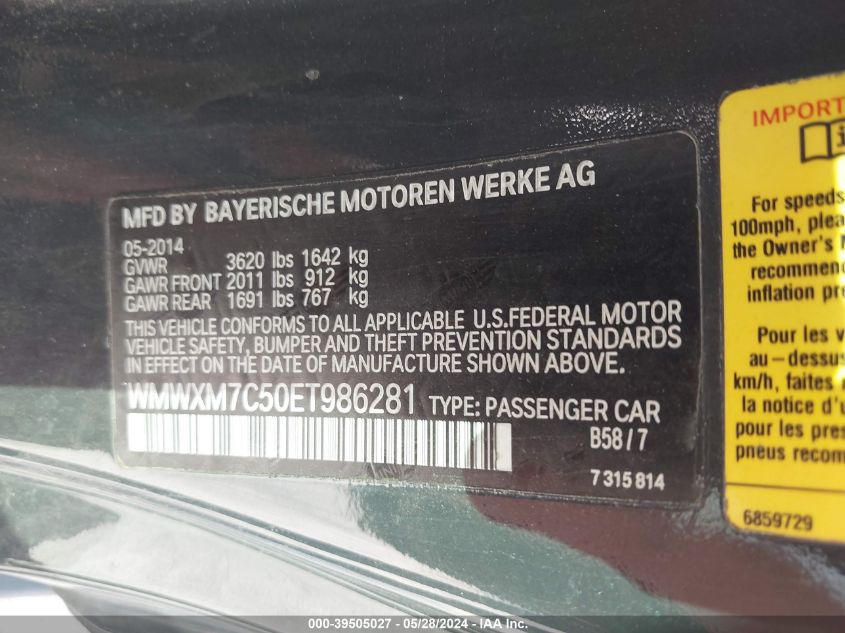 MFD BY BAYERISCHE MOTOREN WERKE AG
05-2014
GVWR 3620 lbs 1642 kg
GAWR FRONT 2011 lbs 912 kg
GAWR REAR 1691 lbs 767 kg
THIS VEHICLE CONFORMS TO ALL APPLICABLE U.S.FEDERAL MOTOR
VEHICLE SAFETY, BUMPER AND THEFT PREVENTION STANDARDS
IN EFFECT ON THE DATE OF MANUFACTURE SHOWN ABOVE.
WMWXM7C50ET986281 TYPE: PASSENGER CAR
B58/7
7 315 814
IMPORT
For speeds
100mph, plea
the Owner's
recommen
inflation pr
Pour les v
au-dessu
km/h, faites
la notice d'u
pour les pres
pneus recom
6859729
000-39505027 / 05/28/2024 - IAA Inc.